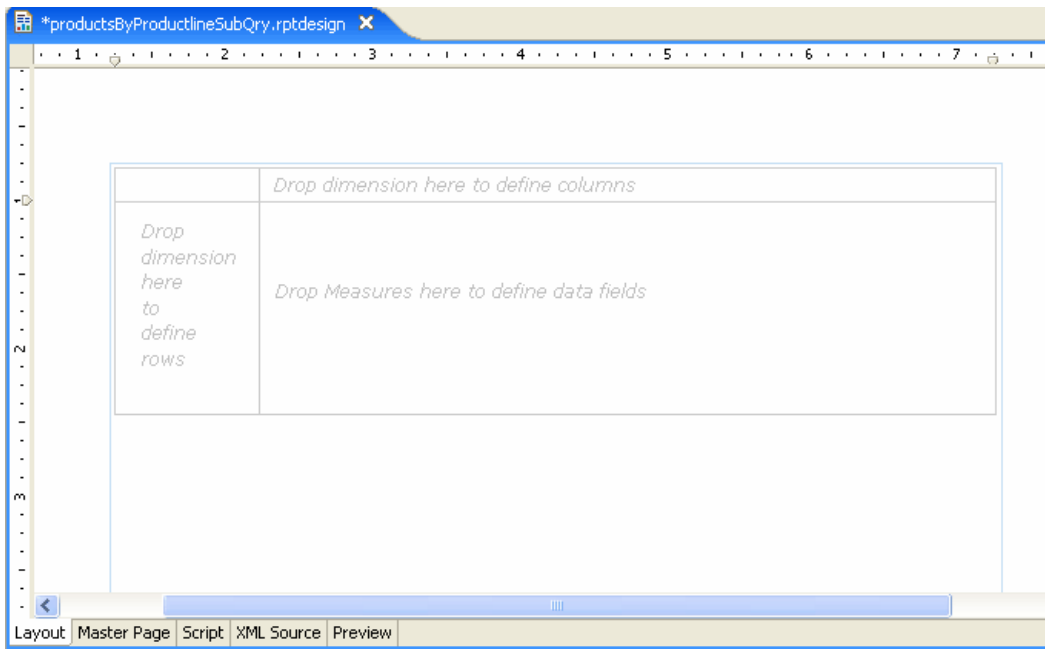 *productsByProductlineSubQry.rptdesign
1 2 3 4 5 6 7
Drop dimension here to define columns
Drop
dimension
here
to
define
rows
Drop Measures here to define data fields
2
3
Layout Master Page Script XML Source Preview